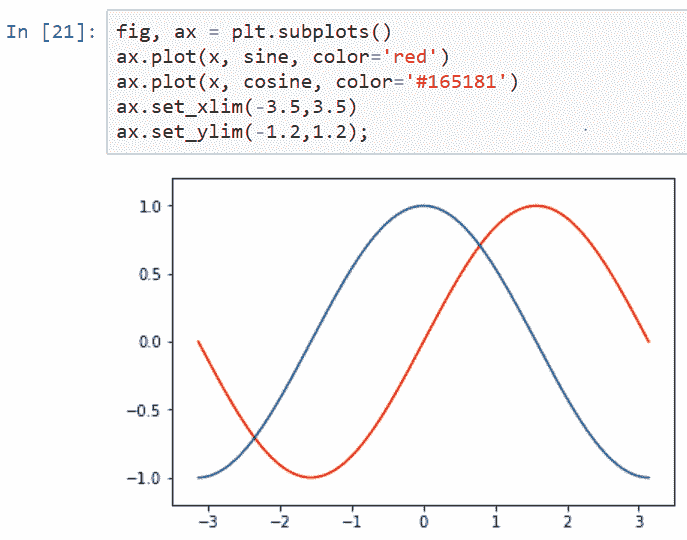 In [21]: fig, ax = plt.subplots()
ax.plot(x, sine, color='red')
ax.plot(x, cosine, color='#165181')
ax.set_xlim(-3.5,3.5)
ax.set_ylim(-1.2,1.2);
1.0
0.5
0.0
−0.5
−1.0
−3 −2 −1 0 1 2 3